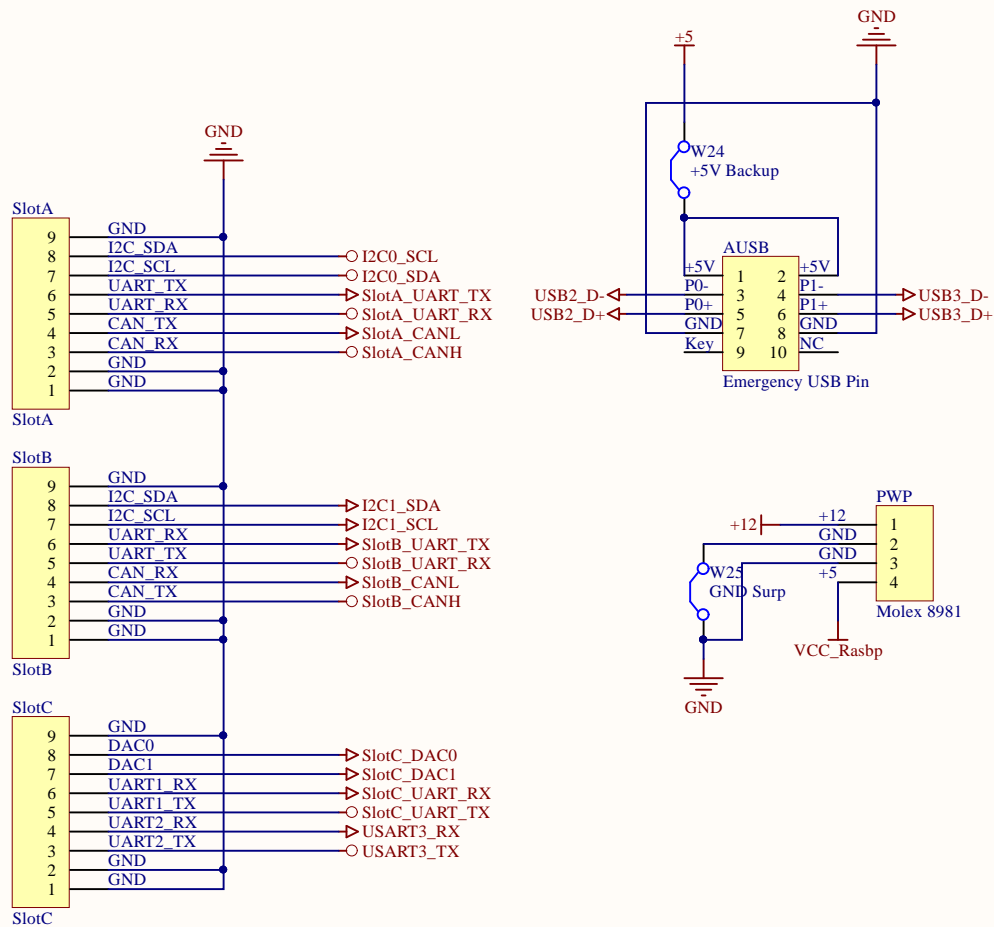 GND
SlotA
9 GND
8 I2C_SDA I2C0_SCL
7 I2C_SCL I2C0_SDA
6 UART_TX SlotA_UART_TX
5 UART_RX SlotA_UART_RX
4 CAN_TX SlotA_CANL
3 CAN_RX SlotA_CANH
2 GND
1 GND
SlotA
SlotB
9 GND
8 I2C_SDA I2C1_SDA
7 I2C_SCL I2C1_SCL
6 UART_RX SlotB_UART_TX
5 UART_TX SlotB_UART_RX
4 CAN_RX SlotB_CANL
3 CAN_TX SlotB_CANH
2 GND
1 GND
SlotB
SlotC
9 GND
8 DAC0 SlotC_DAC0
7 DAC1 SlotC_DAC1
6 UART1_RX SlotC_UART_RX
5 UART1_TX SlotC_UART_TX
4 UART2_RX USART3_RX
3 UART2_TX USART3_TX
2 GND
1 GND
SlotC
+5
GND
W24
+5V Backup
AUSB
+5V 1 2 +5V
USB2_D- P0- 3 4 P1- USB3_D-
USB2_D+ P0+ 5 6 P1+ USB3_D+
GND 7 8 GND
Key 9 10 NC
Emergency USB Pin
PWP
+12 +12 1
GND 2
GND 3
+5 4
W25
GND Surp
Molex 8981
VCC_Rasbp
GND